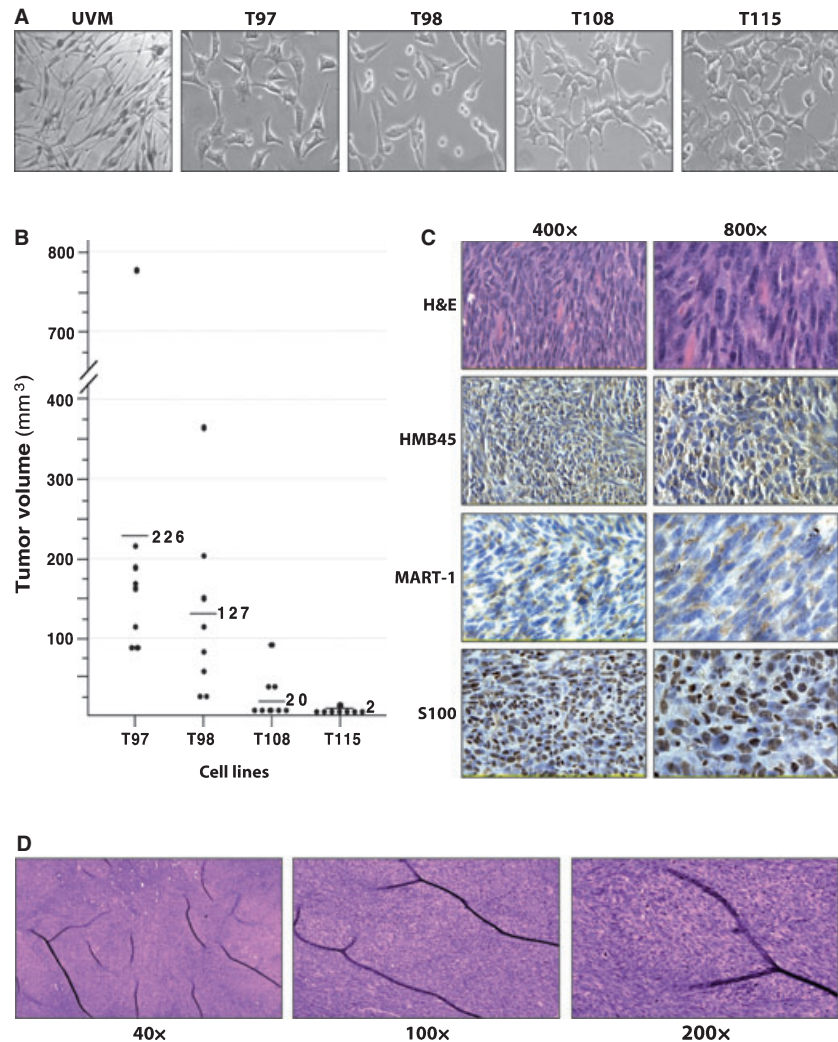 A
UVM T97 T98 T108 T115
B
Tumor volume (mm³)
800
700
400
300
200
100
226
127
20
2
T97 T98 T108 T115
Cell lines
C
400× 800×
H&E
HMB45
MART-1
S100
D
40× 100× 200×